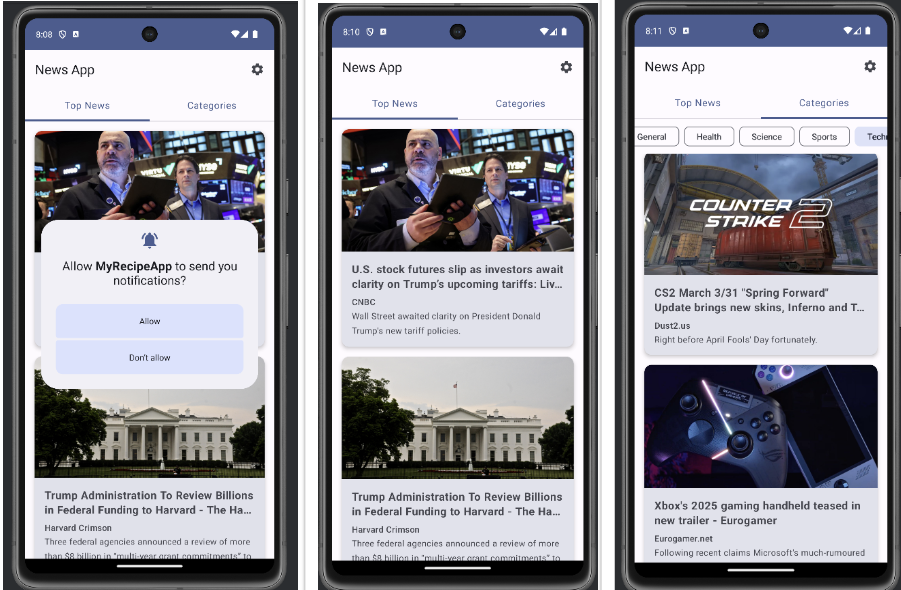 8:08
News App
Top News
Categories
Allow MyRecipeApp to send you
notifications?
Allow
Don't allow
Trump Administration To Review Billions
in Federal Funding to Harvard - The Ha...
Harvard Crimson
Three federal agencies announced a review of more
than $8 billion in "multi-year grant commitments" to
8:10
News App
Top News
Categories
U.S. stock futures slip as investors await
clarity on Trump's upcoming tariffs: Liv...
CNBC
Wall Street awaited clarity on President Donald
Trump's new tariff policies.
Trump Administration To Review Billions
in Federal Funding to Harvard - The Ha...
Harvard Crimson
Three federal agencies announced a review of more
than $8 billion in "multi-year grant commitments" to
8:11
News App
Top News
Categories
General
Health
Science
Sports
Techn
COUNTER
STRIKE 2
CS2 March 3/31 "Spring Forward"
Update brings new skins, Inferno and T...
Dust2.us
Right before April Fools' Day fortunately.
Xbox's 2025 gaming handheld teased in
new trailer - Eurogamer
Eurogamer.net
Following recent claims Microsoft's much-rumoured